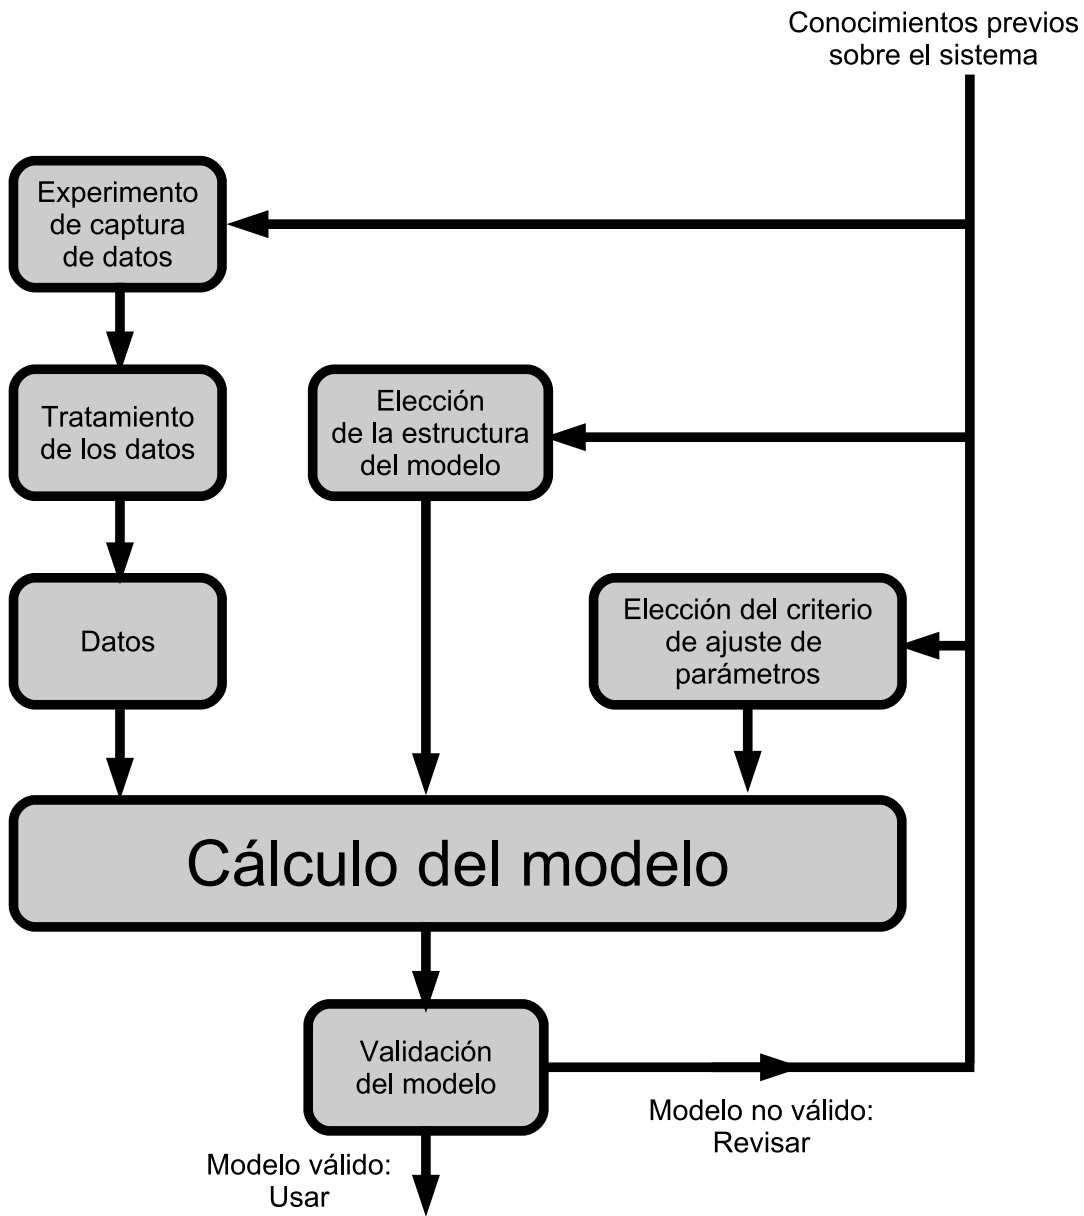 Conocimientos previos
sobre el sistema
Experimento
de captura
de datos
Tratamiento
de los datos
Elección
de la estructura
del modelo
Datos
Elección del criterio
de ajuste de
parámetros
Cálculo del modelo
Validación
del modelo
Modelo no válido:
Revisar
Modelo válido:
Usar